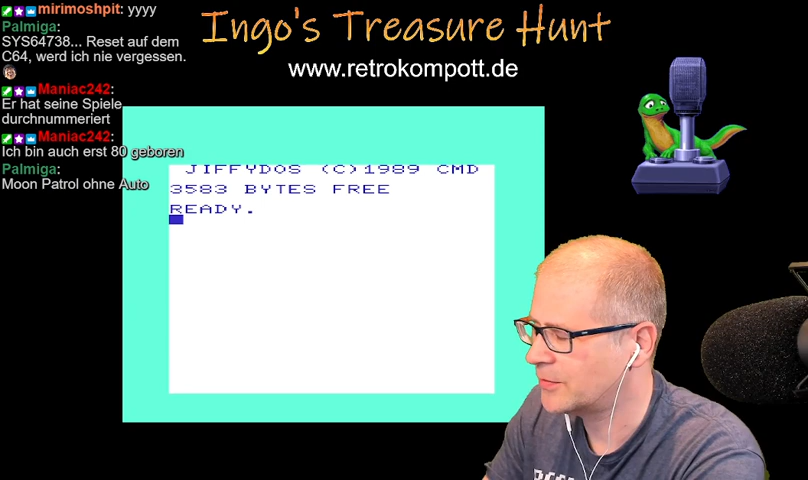 mirimoshpit: yyyy
Palmiga:
SYS64738... Reset auf dem
C64, werd ich nie vergessen.
Maniac242:
Er hat seine Spiele
durchnummeriert
Maniac242:
Ich bin auch erst 80 geboren
Palmiga:
Moon Patrol ohne Auto
Ingo's Treasure Hunt
www.retrokompott.de
JIFFYDOS (C)1989 CMD
3583 BYTES FREE
READY.